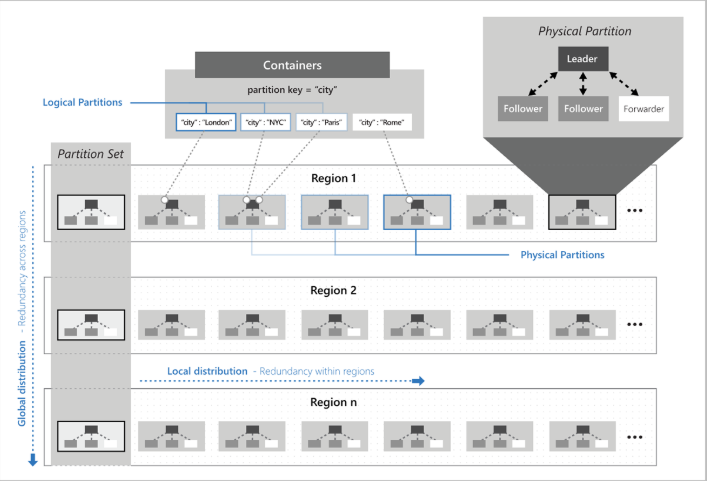 Physical Partition
Leader
Follower
Follower
Forwarder
Containers
partition key = "city"
Logical Partitions
"city" : "London"
"city" : "NYC"
"city" : "Paris"
"city" : "Rome"
Partition Set
Region 1
Physical Partitions
Region 2
Local distribution - Redundancy within regions
Region n
Global distribution - Redundancy across regions